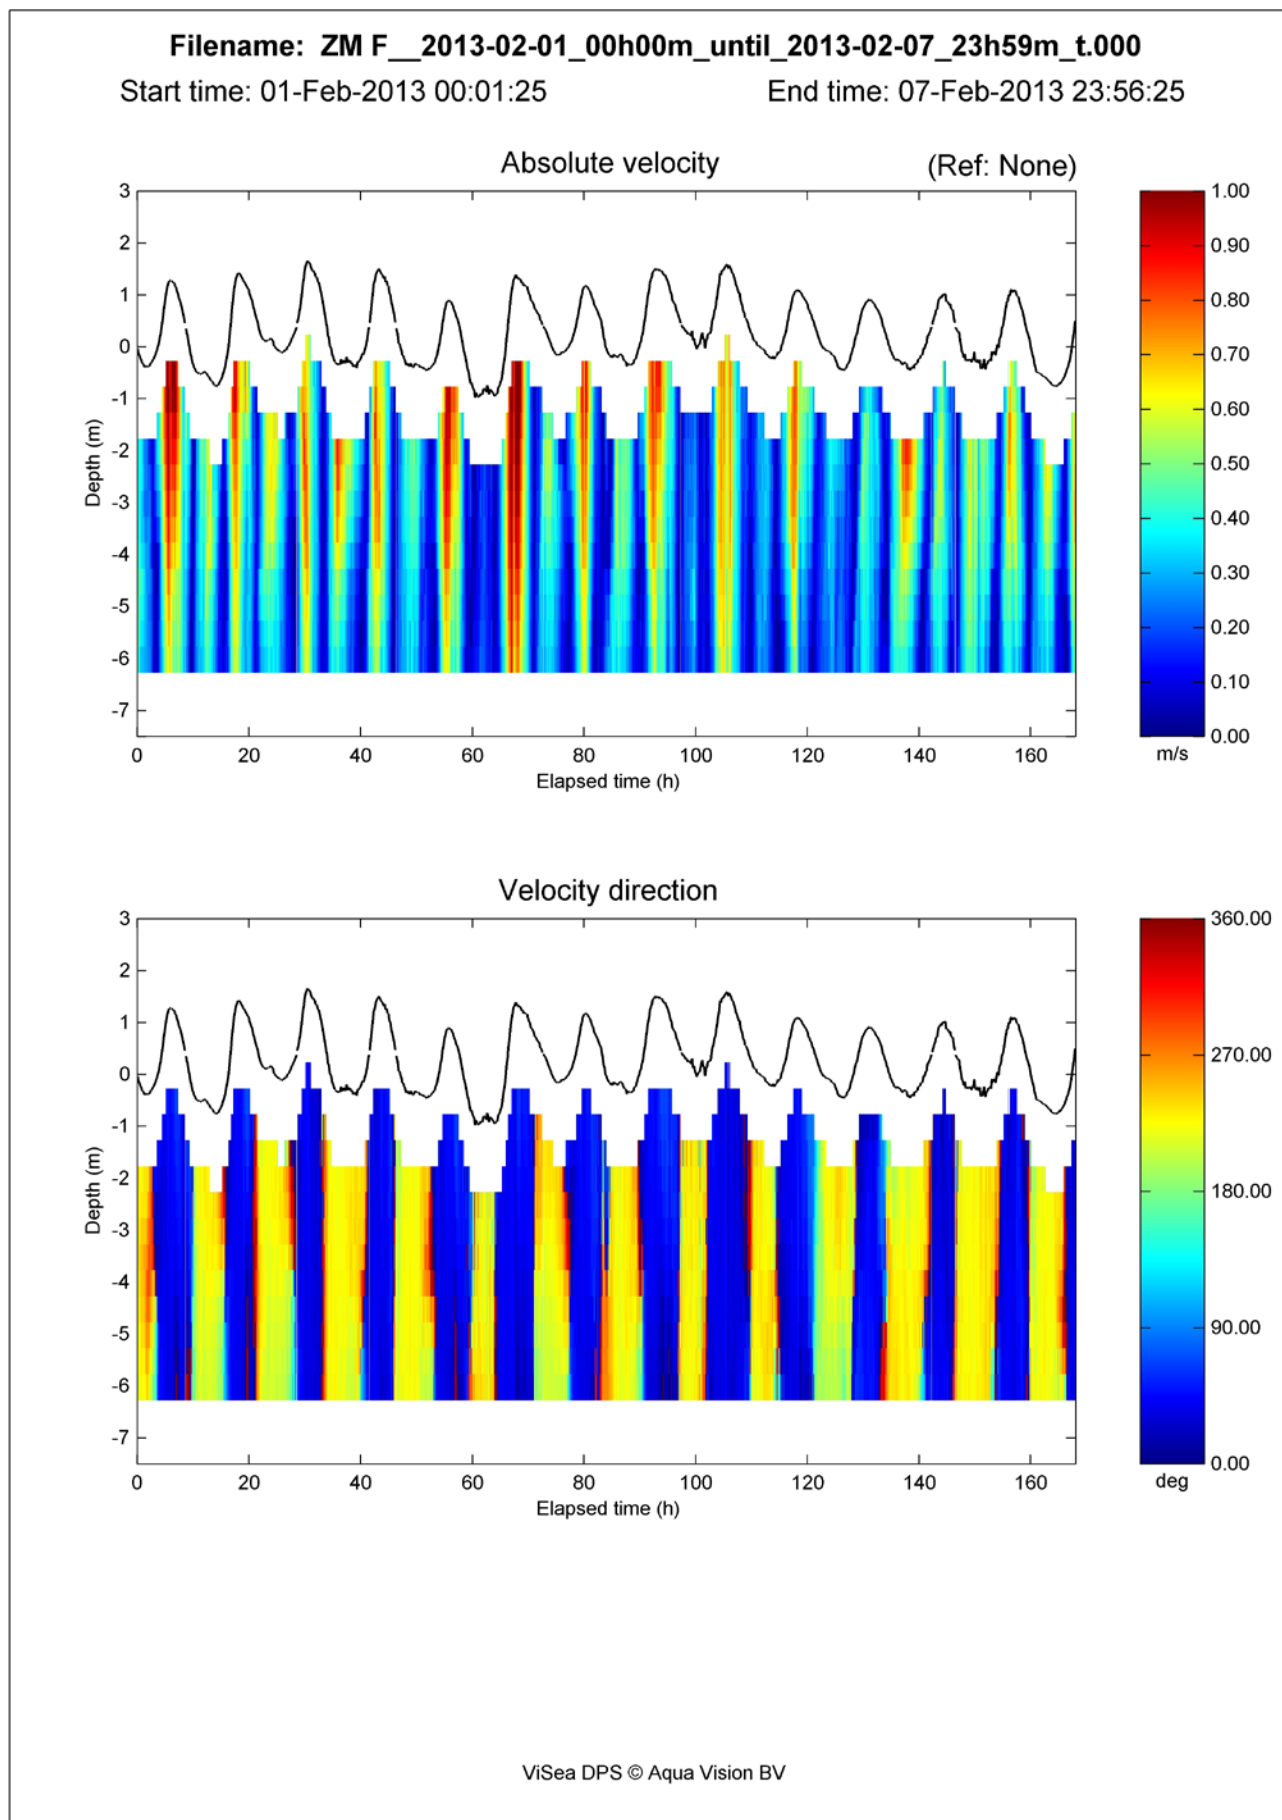 Filename: ZM F__2013-02-01_00h00m_until_2013-02-07_23h59m_t.000
Start time: 01-Feb-2013 00:01:25 End time: 07-Feb-2013 23:56:25
Absolute velocity (Ref: None)
3
2
1
0
-1
-2
-3
-4
-5
-6
-7
Depth (m)
0 20 40 60 80 100 120 140 160
Elapsed time (h)
1.00
0.90
0.80
0.70
0.60
0.50
0.40
0.30
0.20
0.10
0.00
m/s
Velocity direction
3
2
1
0
-1
-2
-3
-4
-5
-6
-7
Depth (m)
0 20 40 60 80 100 120 140 160
Elapsed time (h)
360.00
270.00
180.00
90.00
0.00
deg
ViSea DPS © Aqua Vision BV